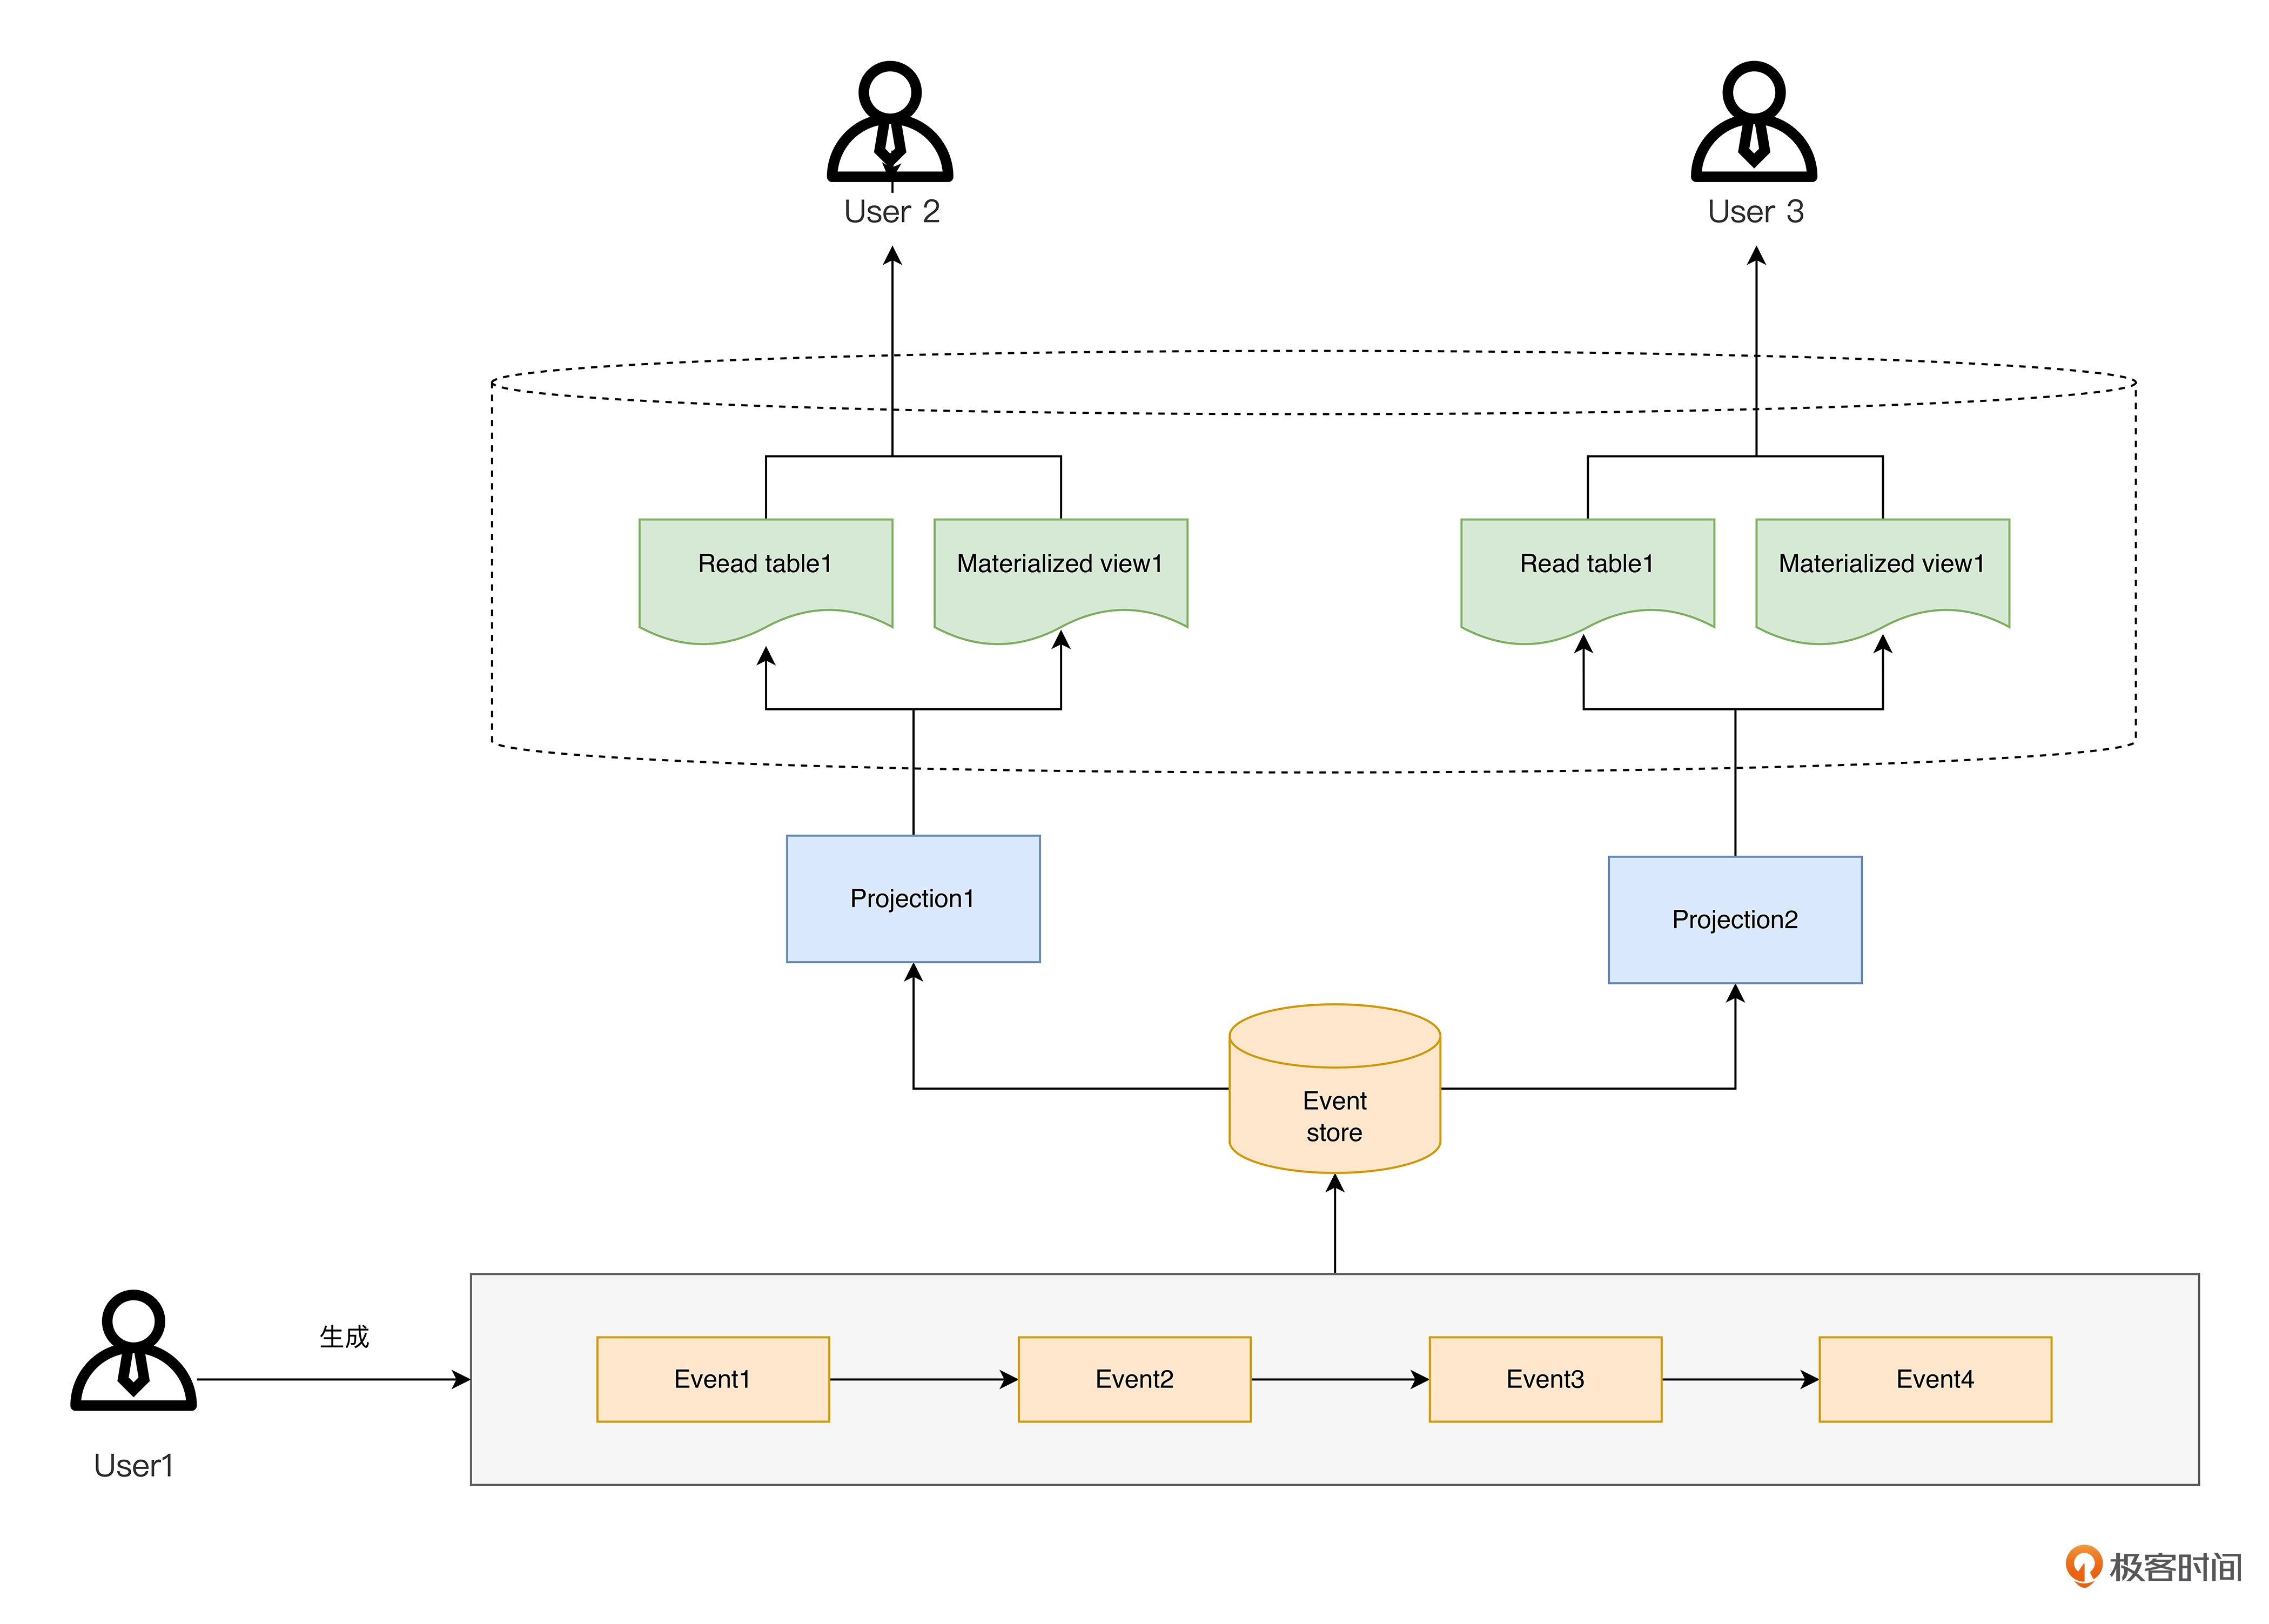 User 2
User 3
Read table1
Materialized view1
Read table1
Materialized view1
Projection1
Projection2
Event
store
生成
Event1
Event2
Event3
Event4
User1
极客时间